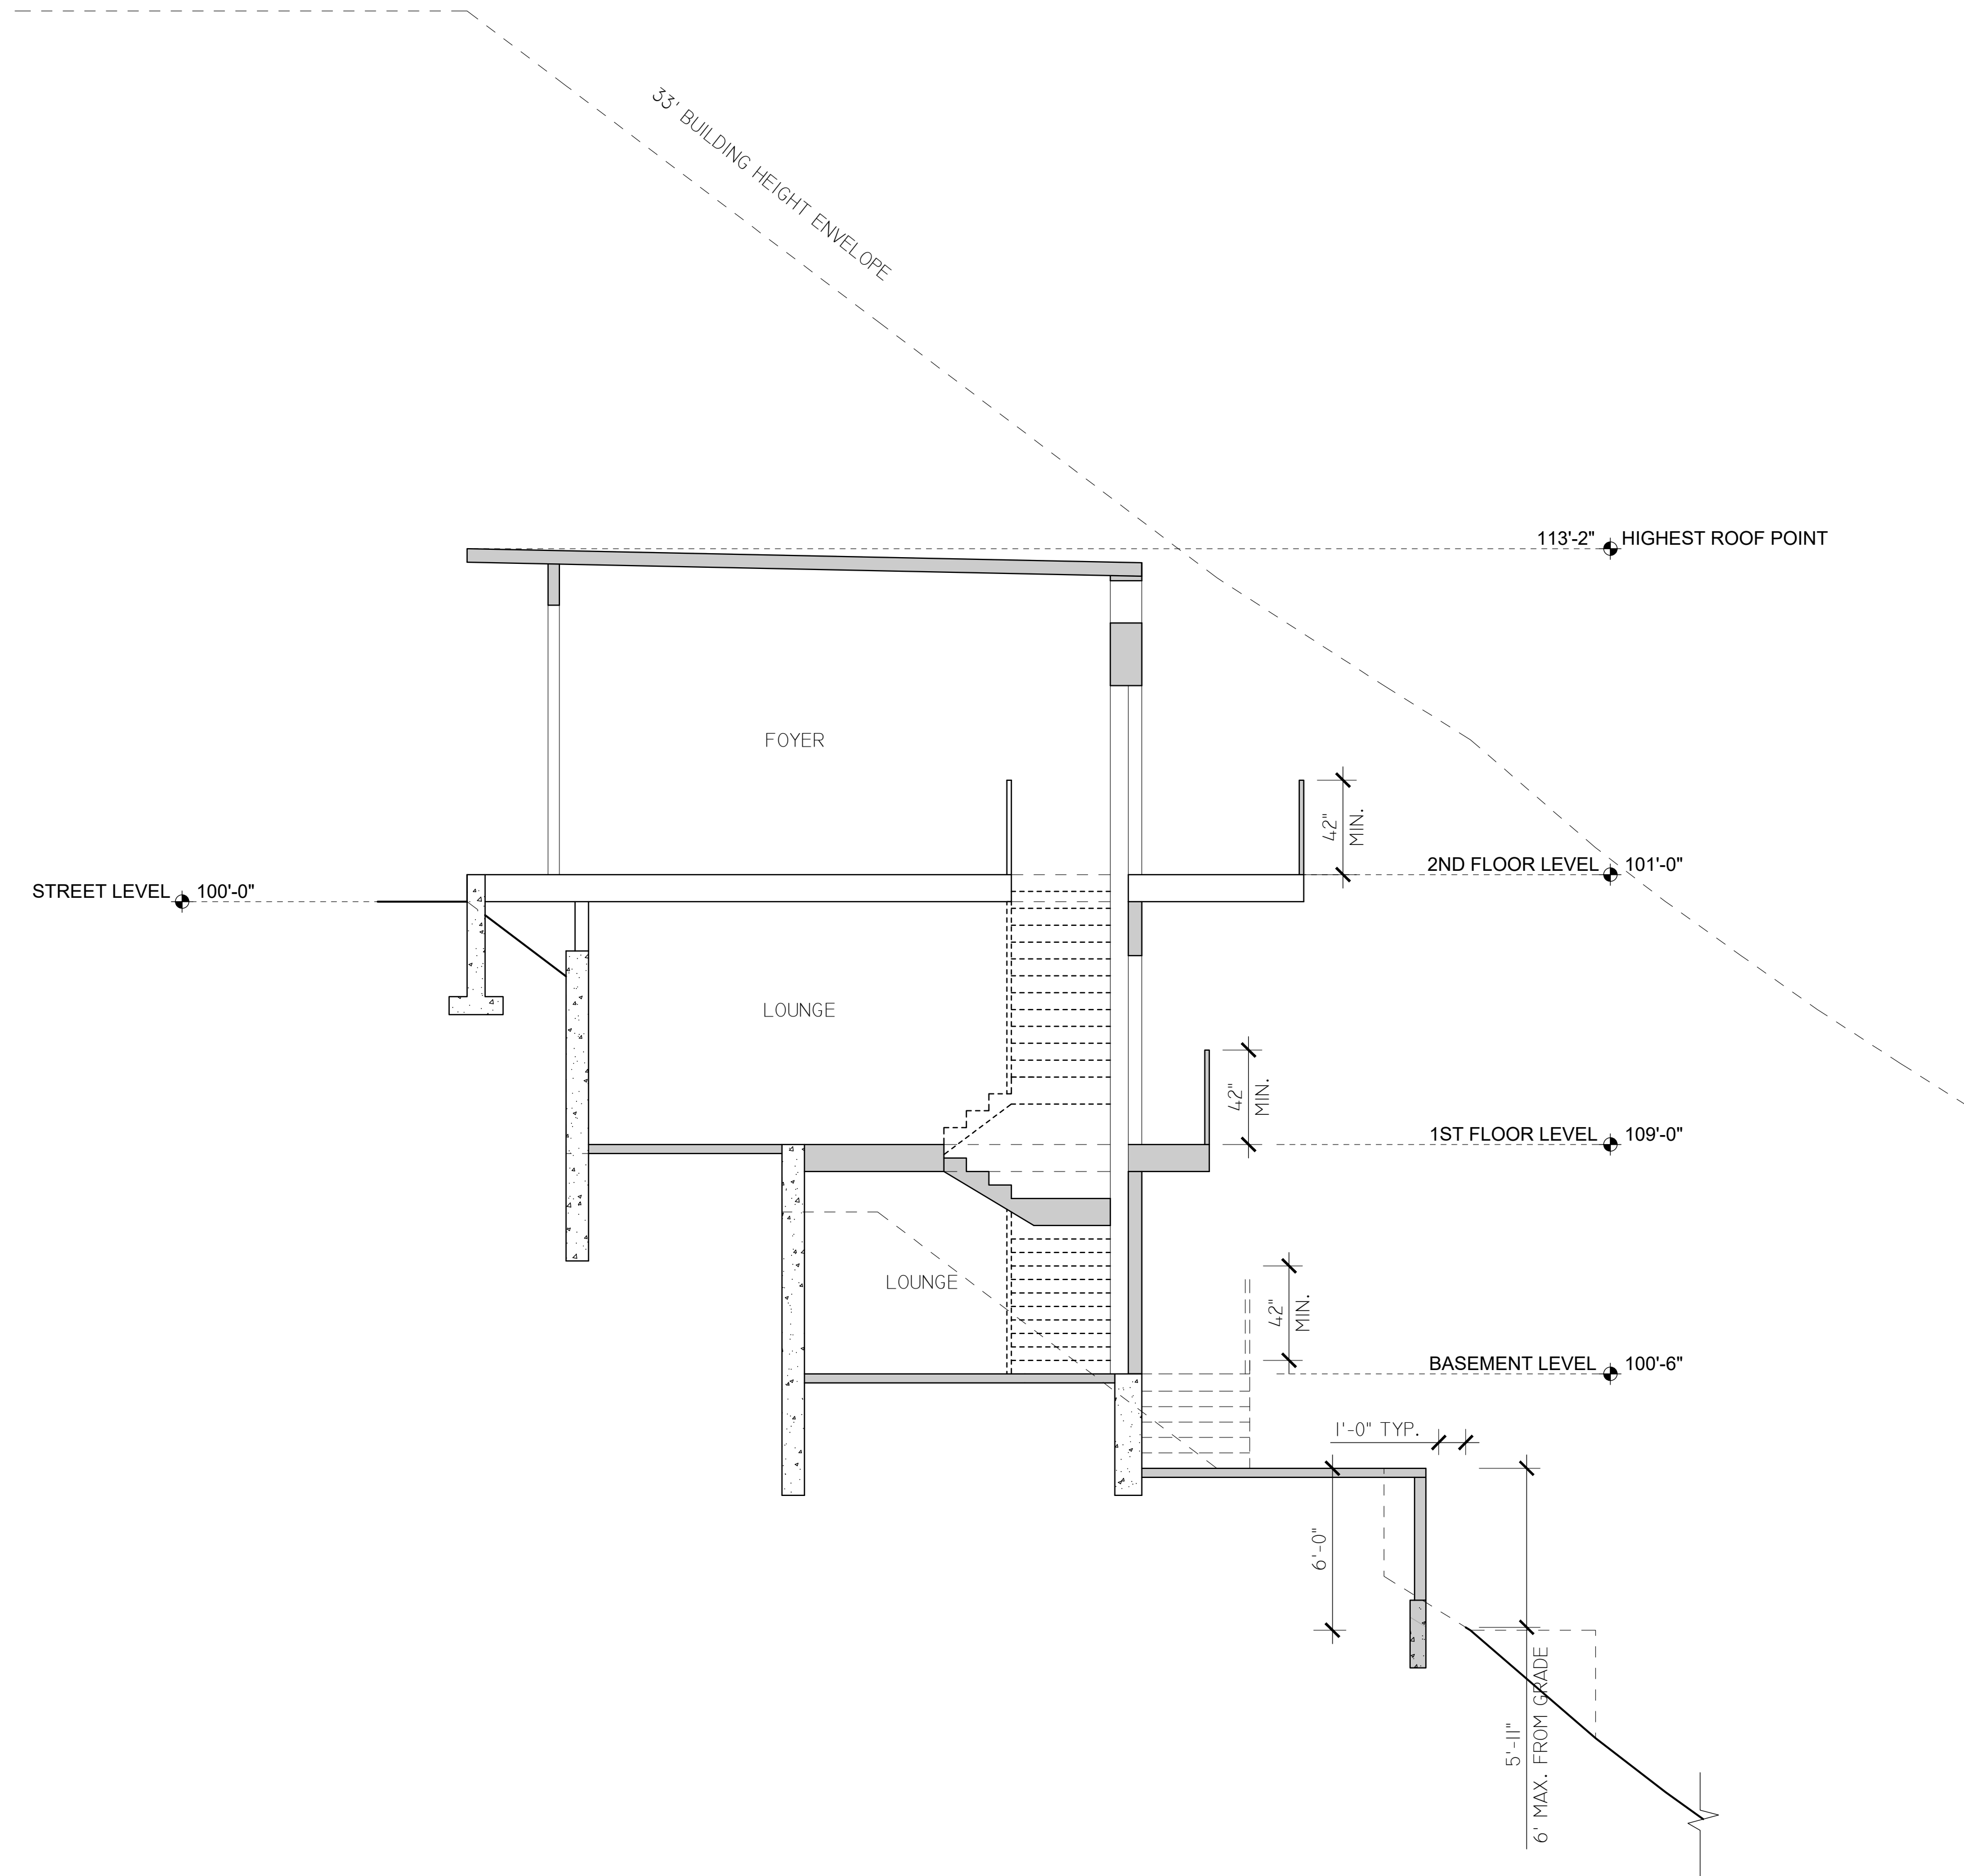 33' BUILDING HEIGHT ENVELOPE
113'-2" HIGHEST ROOF POINT
FOYER
42"
MIN.
2ND FLOOR LEVEL 101'-0"
STREET LEVEL 100'-0"
LOUNGE
42"
MIN.
1ST FLOOR LEVEL 109'-0"
LOUNGE
42"
MIN.
BASEMENT LEVEL 100'-6"
1'-0" TYP.
6'-0"
5'-11"
6' MAX. FROM GRADE